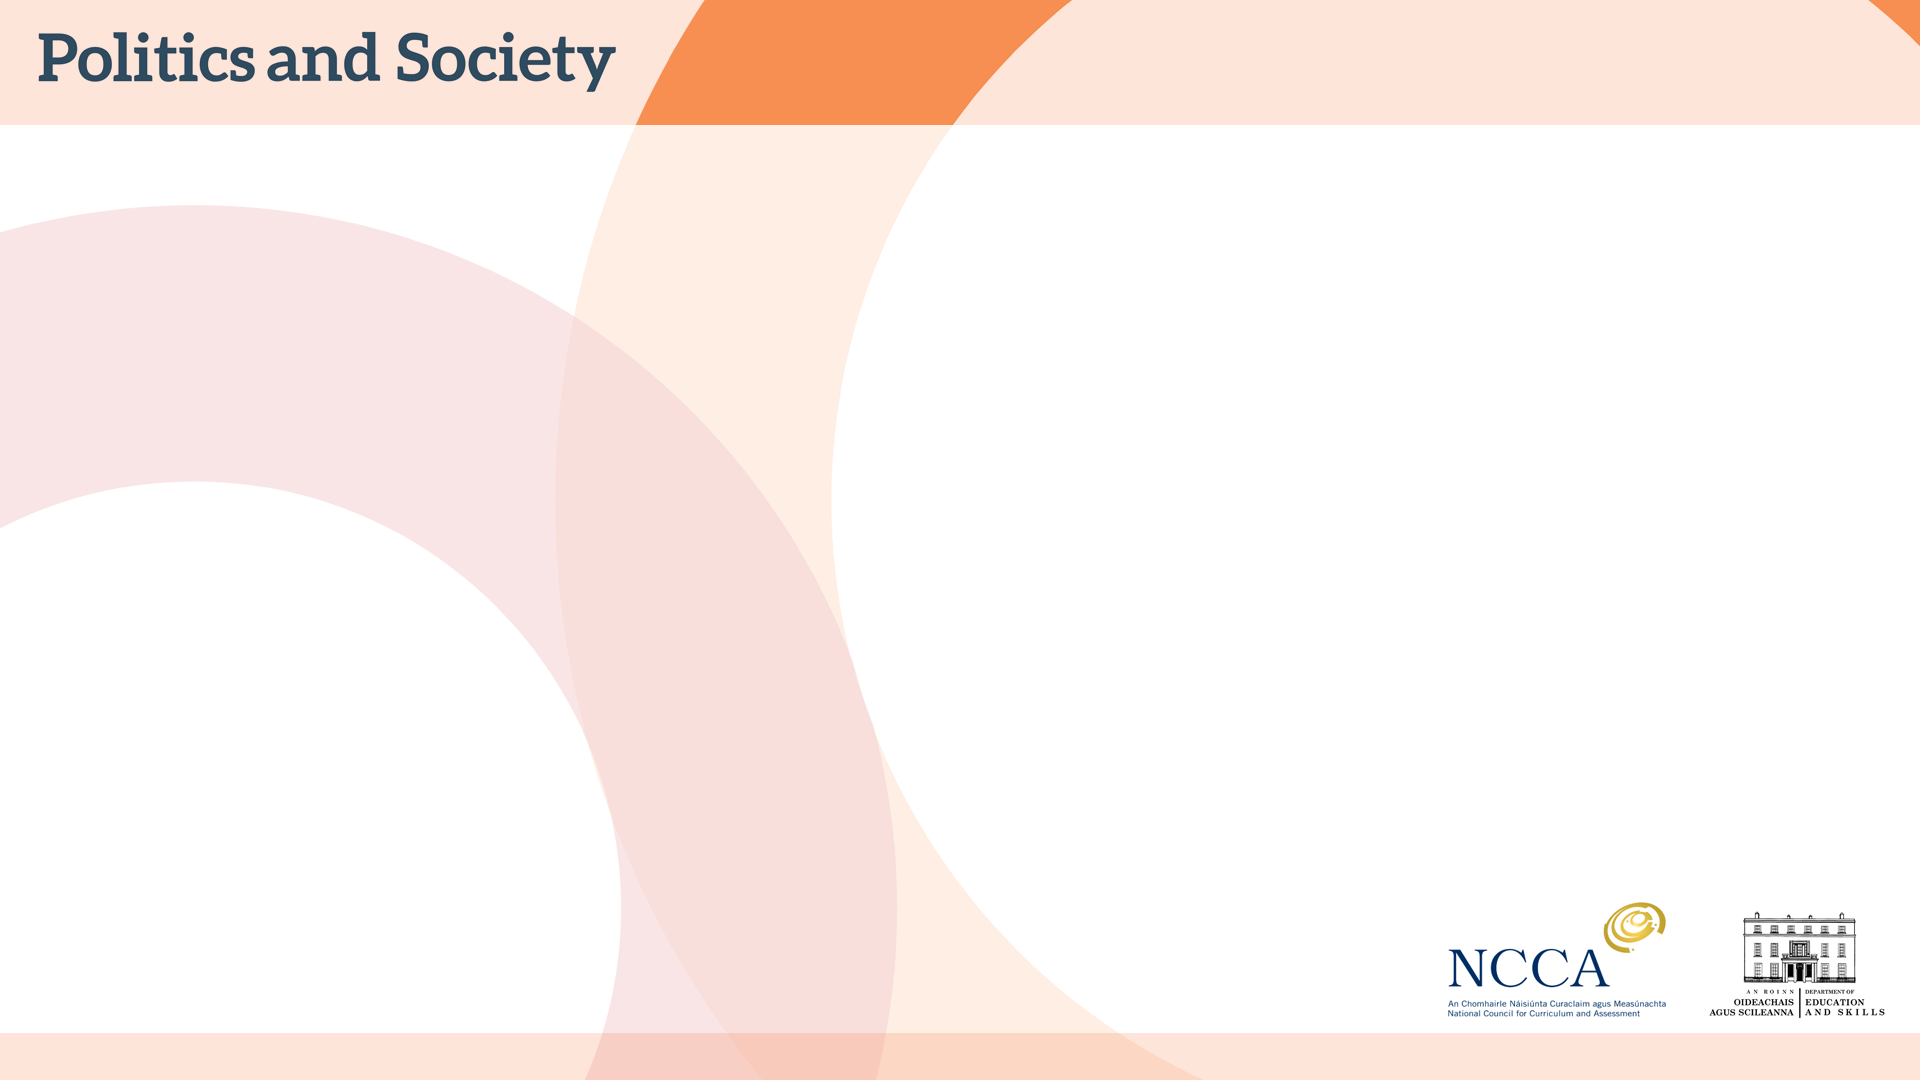 Politics and Society
NCCA
An Chomhairle Náisiúnta Curaclaim agus Measúnachta
National Council for Curriculum and Assessment
AN ROINN
OIDEACHAIS
AGUS SCILEANNA
DEPARTMENT OF
EDUCATION
AND SKILLS